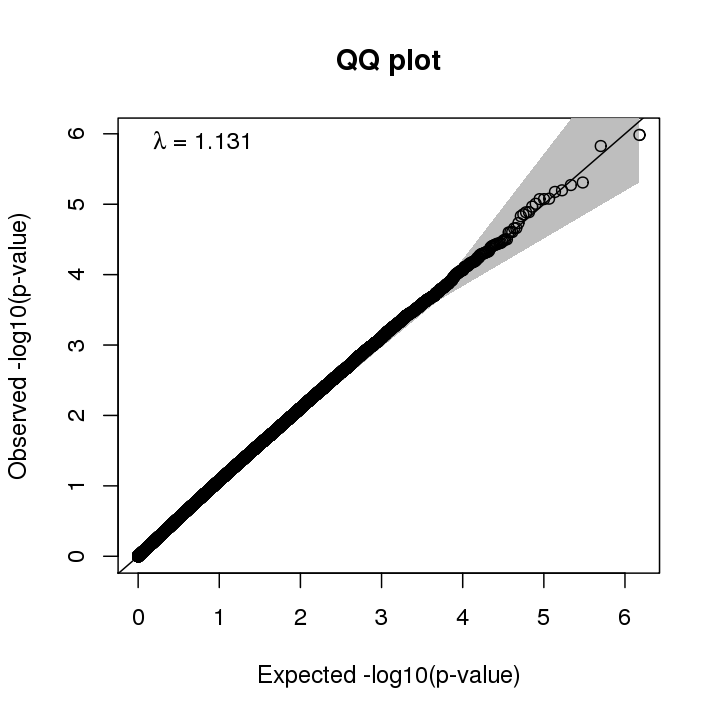 QQ plot
λ = 1.131
Observed -log10(p-value)
6
5
4
3
2
1
0
0 1 2 3 4 5 6
Expected -log10(p-value)